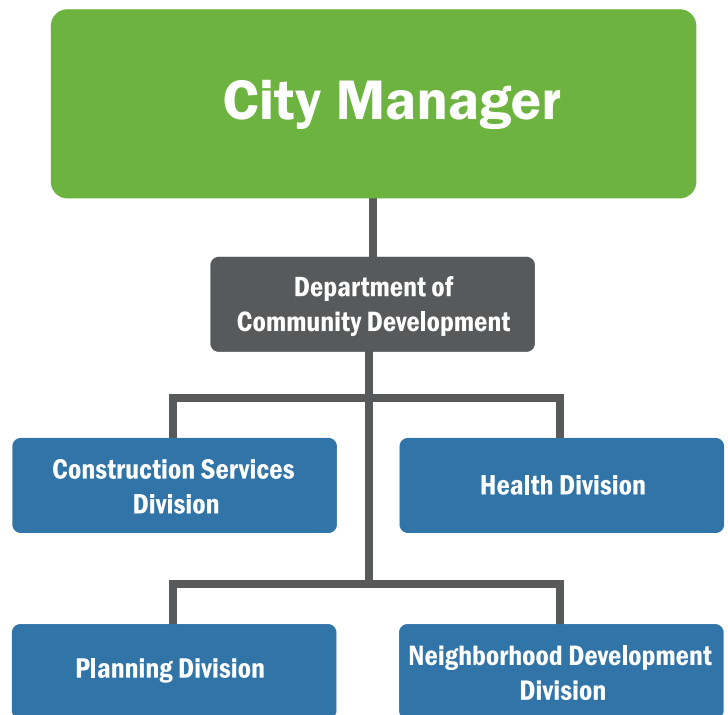 City Manager
Department of
Community Development
Construction Services
Division
Health Division
Planning Division
Neighborhood Development
Division